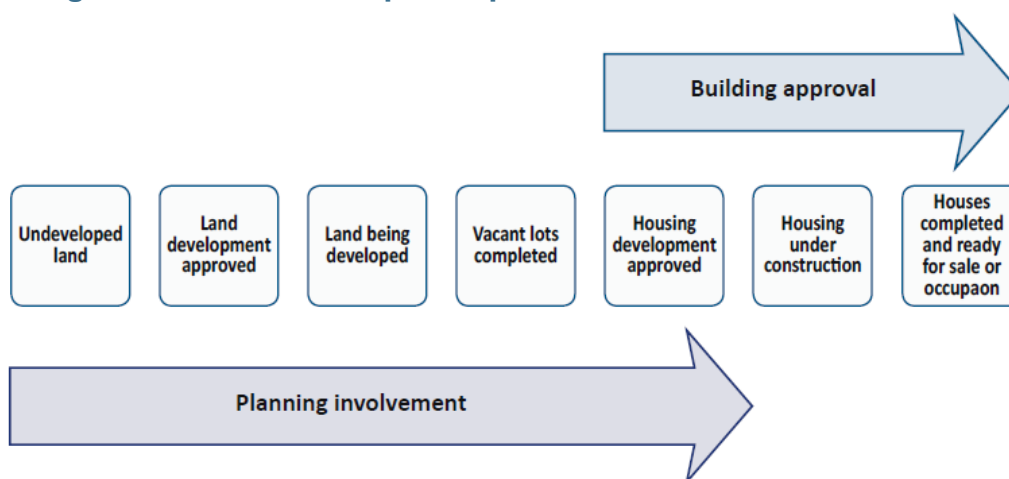 Building approval
Undeveloped
land
Land
development
approved
Land being
developed
Vacant lots
completed
Housing
development
approved
Housing
under
construction
Houses
completed
and ready
for sale or
occupaon
Planning involvement